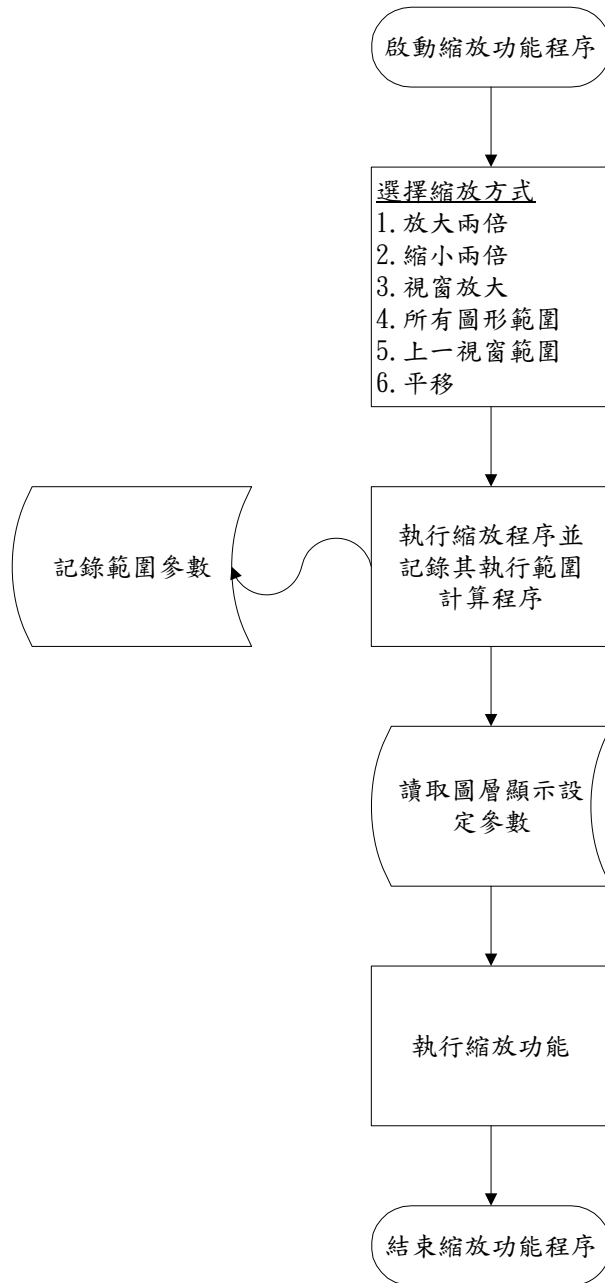 啟動縮放功能程序
選擇縮放方式
1. 放大兩倍
2. 縮小兩倍
3. 視窗放大
4. 所有圖形範圍
5. 上一視窗範圍
6. 平移
執行縮放程序並
記錄其執行範圍
計算程序
記錄範圍參數
讀取圖層顯示設
定參數
執行縮放功能
結束縮放功能程序